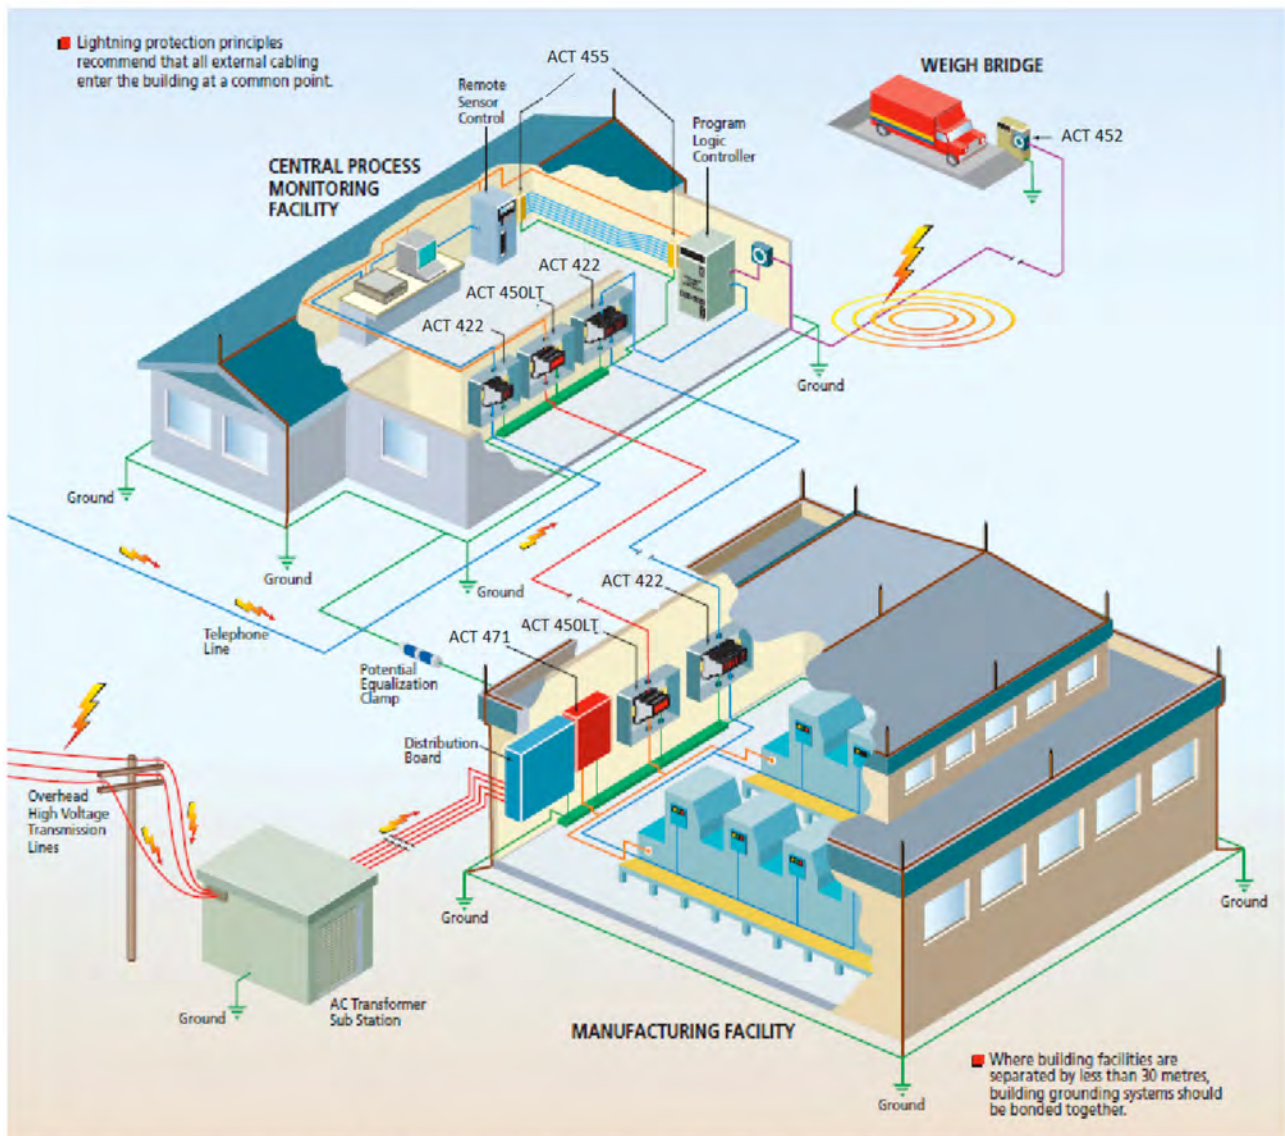 Lightning protection principles
recommend that all external cabling
enter the building at a common point.
ACT 455
WEIGH BRIDGE
Remote
Sensor
Control
Program
Logic
Controller
ACT 452
CENTRAL PROCESS
MONITORING
FACILITY
ACT 422
ACT 450LT
ACT 422
Ground
Ground
Ground
Ground
Telephone
Line
Potential
Equalization
Clamp
ACT 422
ACT 450LT
ACT 471
Distribution
Board
Overhead
High Voltage
Transmission
Lines
Ground
Ground
Ground
AC Transformer
Sub Station
MANUFACTURING FACILITY
Where building facilities are
separated by less than 30 metres,
building grounding systems should
be bonded together.
Ground